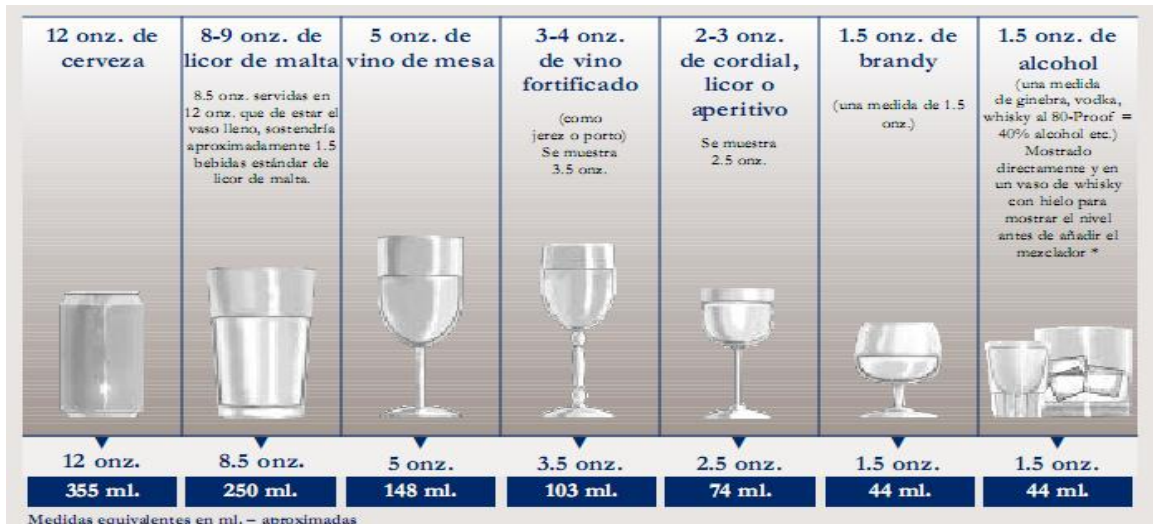 12 onz. de
cerveza
8-9 onz. de
licor de malta
8.5 onz. servidas en
12 onz. que de estar el
vaso lleno, sostendría
aproximadamente 1.5
bebidas estándar de
licor de malta.
5 onz. de
vino de mesa
3-4 onz.
de vino
fortificado
(como
jerez o porto)
Se muestra
3.5 onz.
2-3 onz.
de cordial,
licor o
aperitivo
Se muestra
2.5 onz.
1.5 onz. de
brandy
(una medida de 1.5
onz.)
1.5 onz. de
alcohol
(una medida
de ginebra, vodka,
whisky al 80-Proof =
40% alcohol etc.)
Mostrado
directamente y en
un vaso de whisky
con hielo para
mostrar el nivel
antes de añadir el
mezclador *
12 onz.
355 ml.
8.5 onz.
250 ml.
5 onz.
148 ml.
3.5 onz.
103 ml.
2.5 onz.
74 ml.
1.5 onz.
44 ml.
1.5 onz.
44 ml.
Medidas equivalentes en ml. – aproximadas